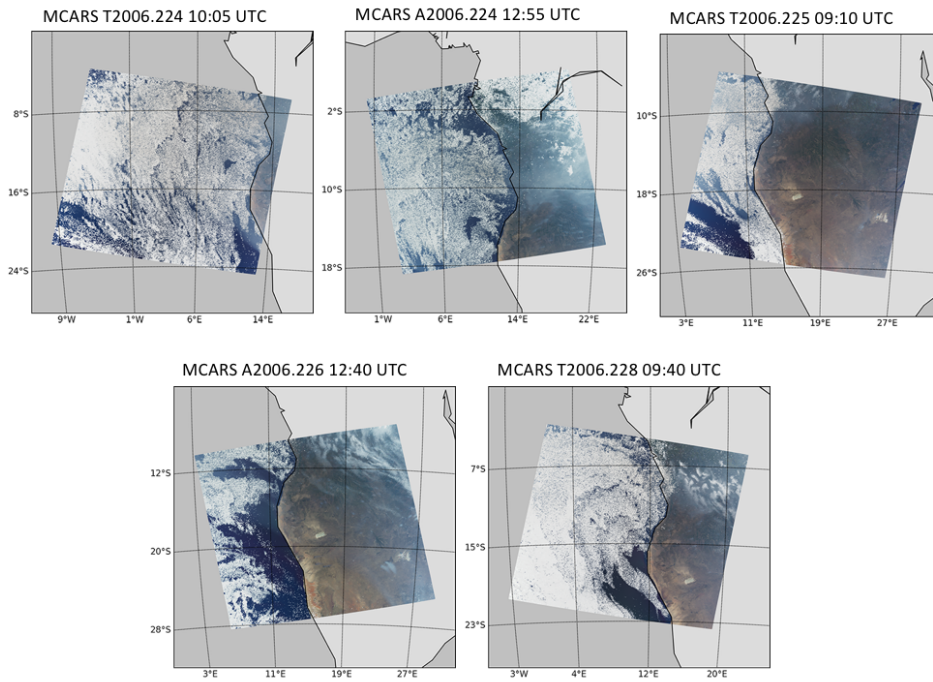 MCARS T2006.224 10:05 UTC
MCARS A2006.224 12:55 UTC
MCARS T2006.225 09:10 UTC
8°S
16°S
24°S
9°W 1°W 6°E 14°E
2°S
10°S
18°S
1°W 6°E 14°E 22°E
10°S
18°S
26°S
3°E 11°E 19°E 27°E
MCARS A2006.226 12:40 UTC
MCARS T2006.228 09:40 UTC
12°S
20°S
28°S
3°E 11°E 19°E 27°E
7°S
15°S
23°S
3°W 4°E 12°E 20°E